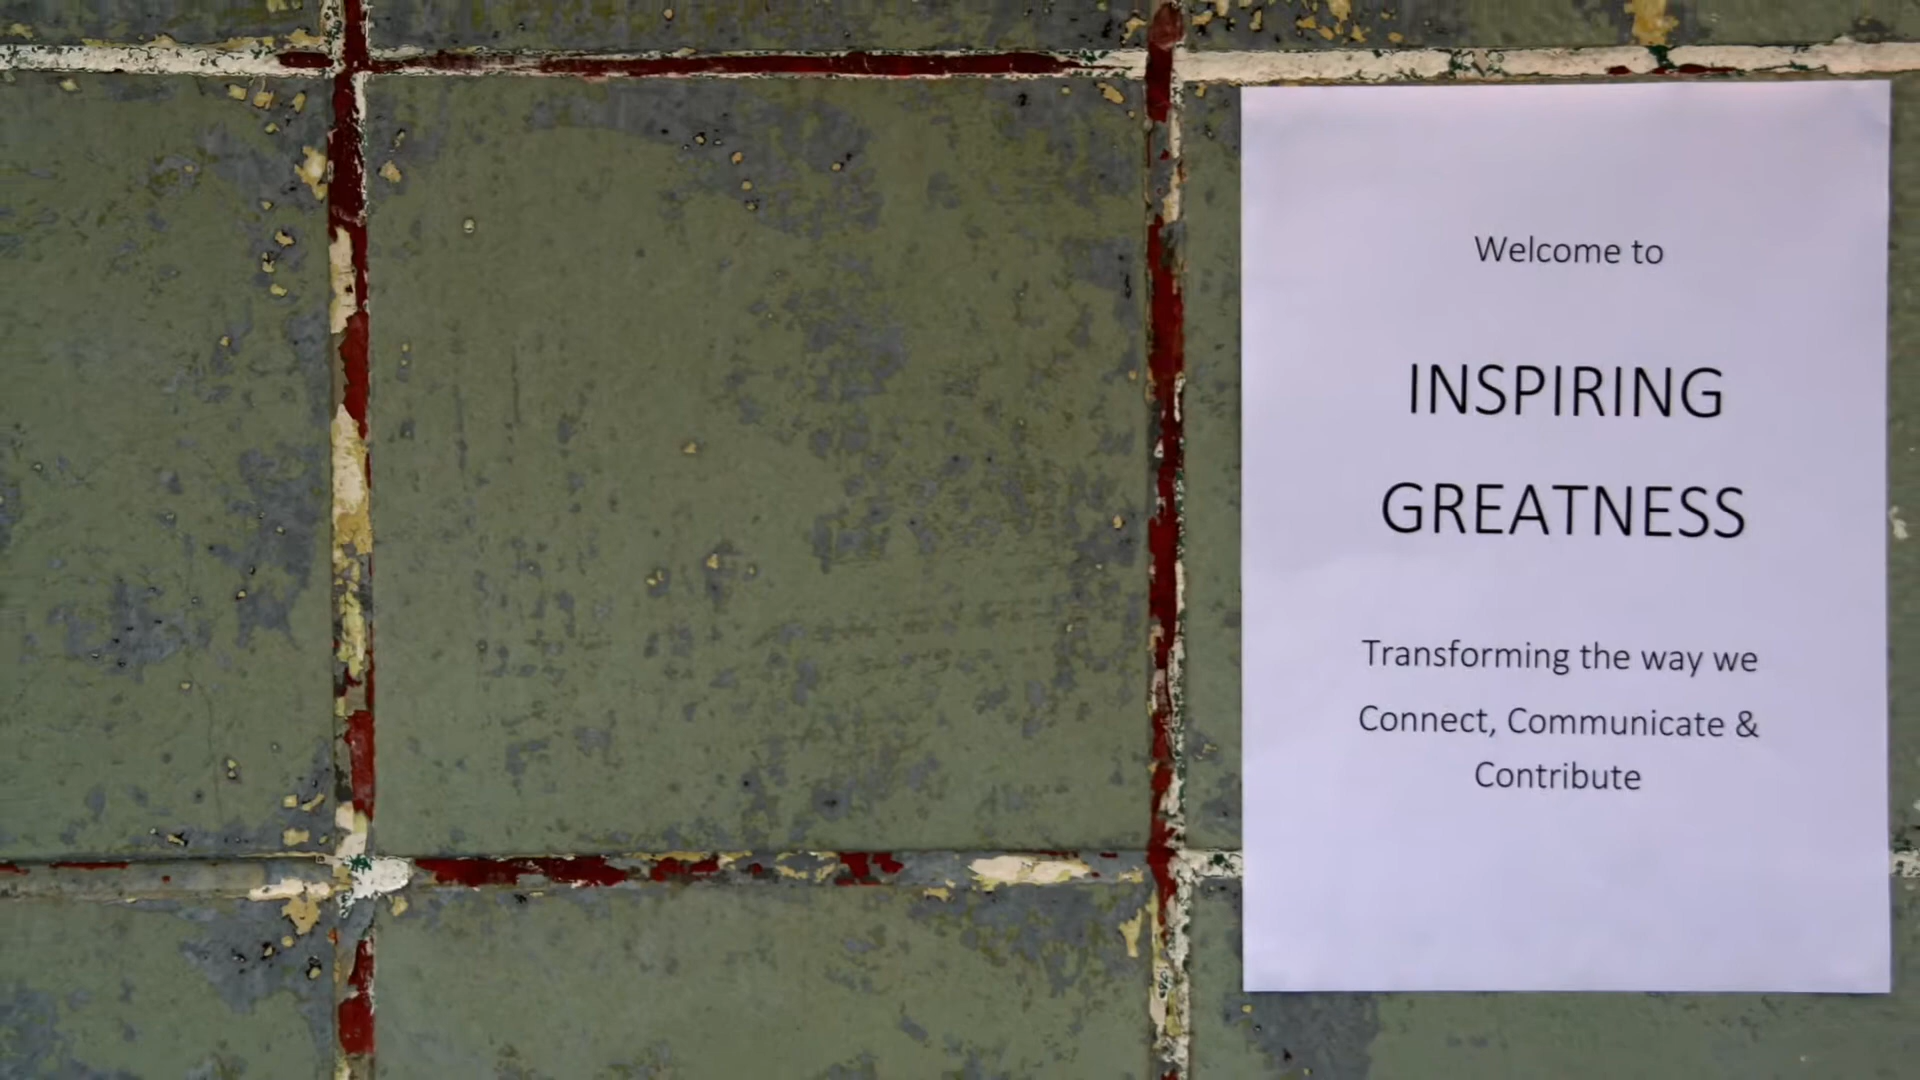 Welcome to
INSPIRING
GREATNESS
Transforming the way we
Connect, Communicate &
Contribute